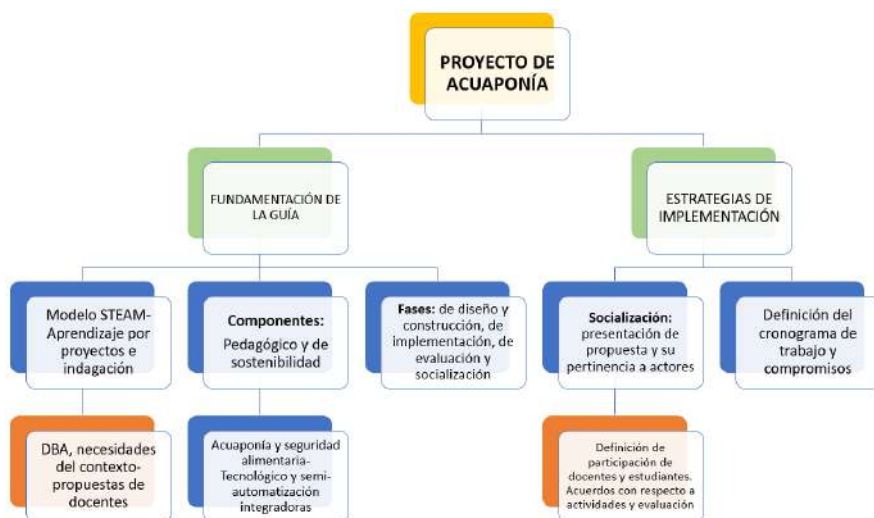 PROYECTO DE
ACUAPONÍA
FUNDAMENTACIÓN DE
LA GUÍA
ESTRATEGIAS DE
IMPLEMENTACIÓN
Modelo STEAM-
Aprendizaje por
proyectos e
indagación
Componentes:
Pedagógico y de
sostenibilidad
Fases: de diseño y
construcción, de
implementación, de
evaluación y
socialización
Socialización:
presentación de
propuesta y su
pertinencia a actores
Definición del
cronograma de
trabajo y
compromisos
DBA, necesidades
del contexto-
propuestas de
docentes
Acuaponía y seguridad
alimentaria-
Tecnológico y semi-
automatización
integradoras
Definición de
participación de
docentes y estudiantes.
Acuerdos con respecto a
actividades y evaluación